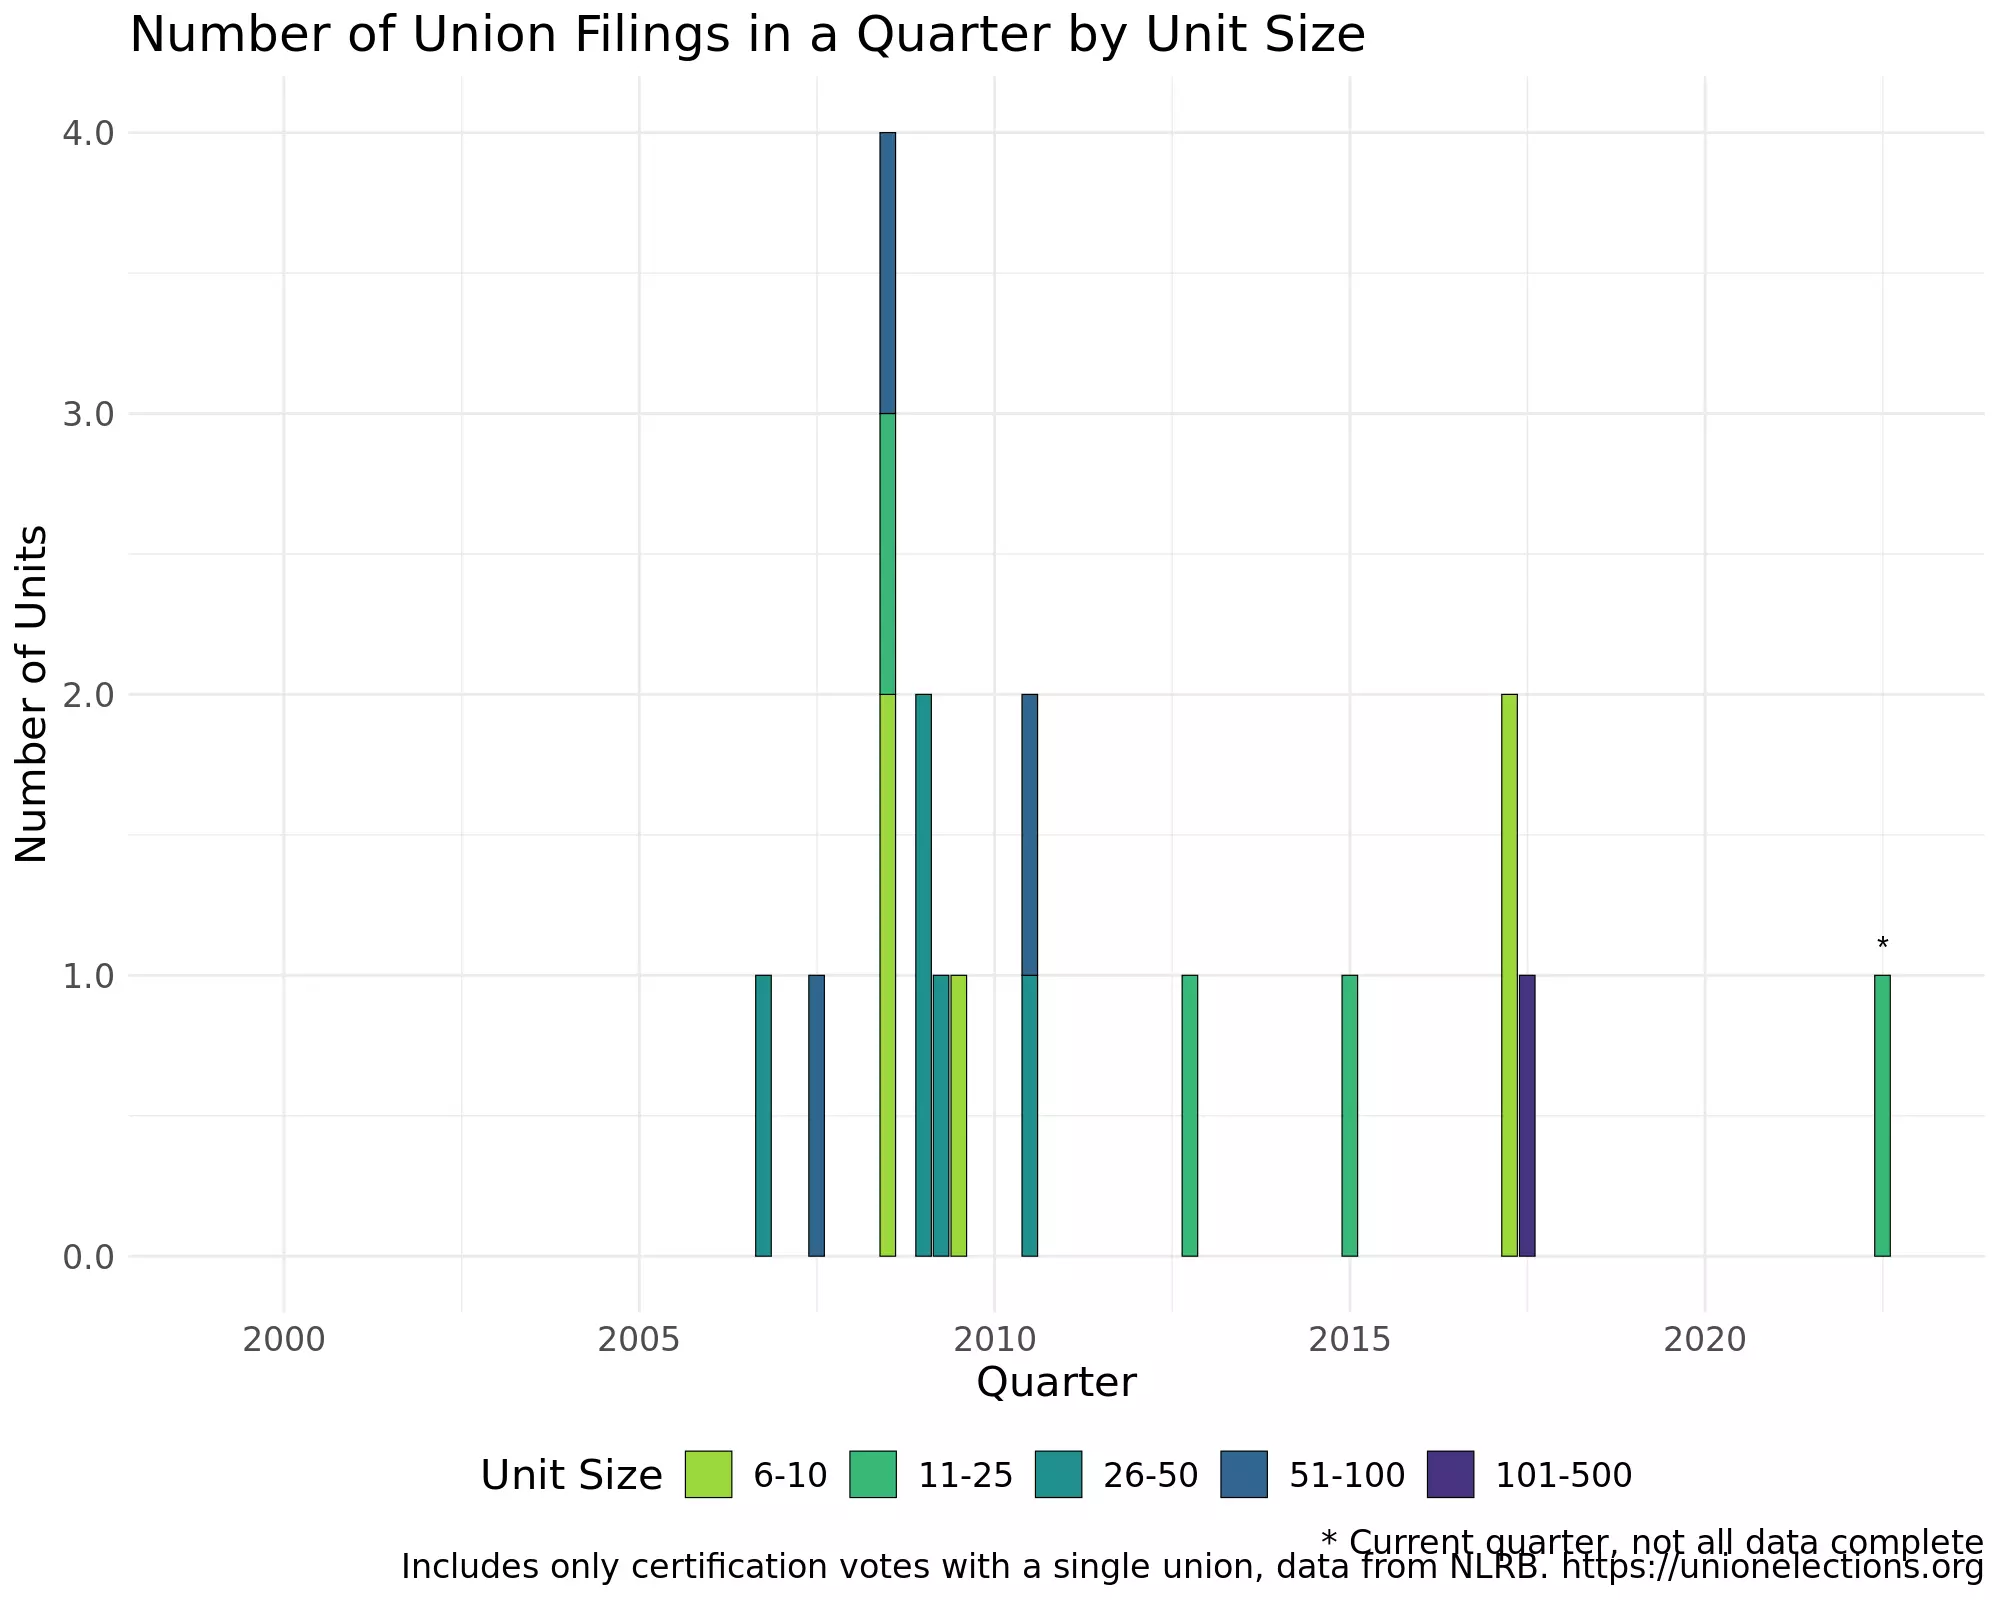 Number of Union Filings in a Quarter by Unit Size
Number of Units
4.0
3.0
2.0
1.0
0.0
*
2000 2005 2010 2015 2020
Quarter
Unit Size 6-10 11-25 26-50 51-100 101-500
* Current quarter, not all data complete
Includes only certification votes with a single union, data from NLRB. https://unionelections.org